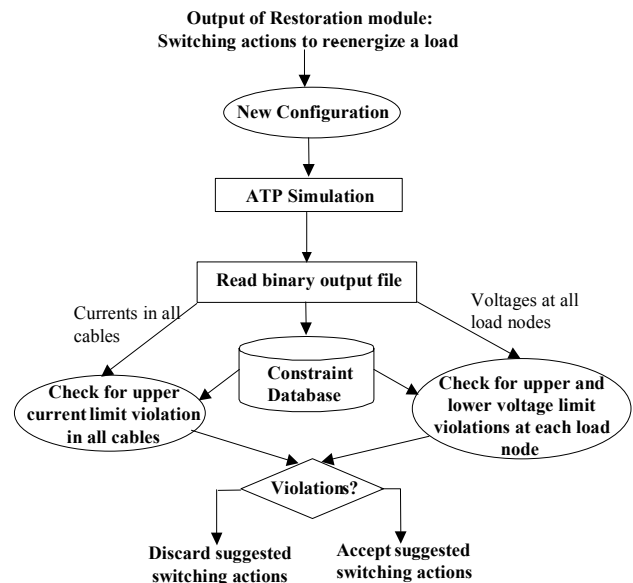 Output of Restoration module:
Switching actions to reenergize a load
New Configuration
ATP Simulation
Read binary output file
Currents in all
cables
Voltages at all
load nodes
Constraint
Database
Check for upper
current limit violation
in all cables
Check for upper and
lower voltage limit
violations at each load
node
Violations?
Discard suggested
switching actions
Accept suggested
switching actions